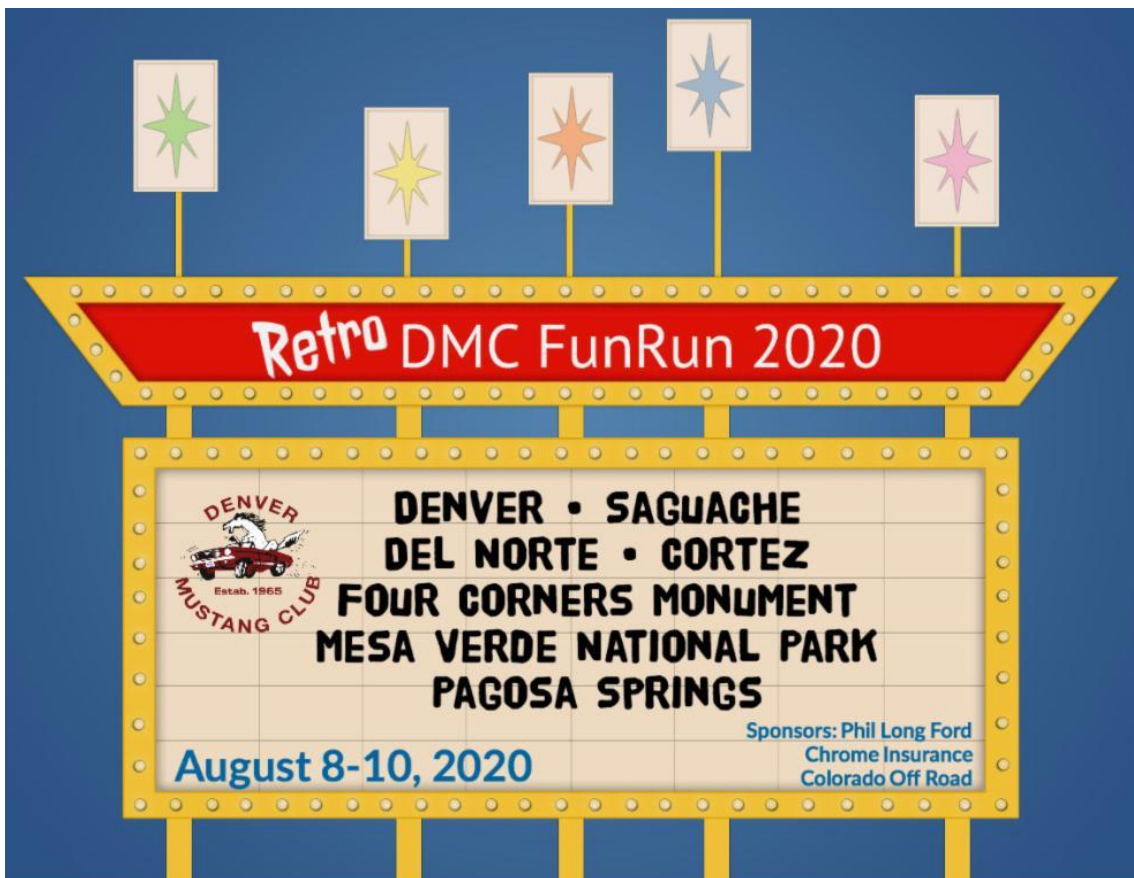 Retro DMC FunRun 2020
DENVER
MUSTANG CLUB
Estab. 1965
DENVER • SAGUACHE
DEL NORTE • CORTEZ
FOUR CORNERS MONUMENT
MESA VERDE NATIONAL PARK
PAGOSA SPRINGS
August 8-10, 2020
Sponsors: Phil Long Ford
Chrome Insurance
Colorado Off Road